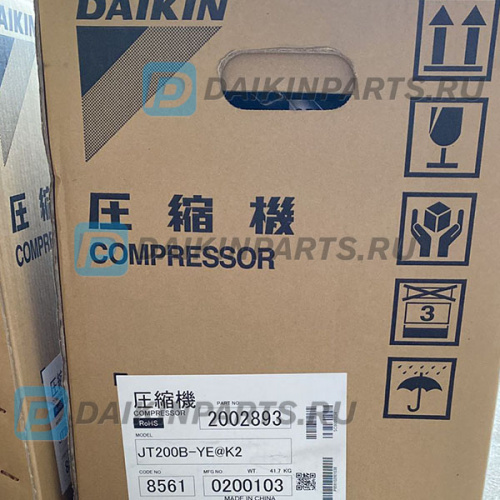 DAIKIN
DAIKINPARTS.RU
圧縮機
圧縮
DAIKINPARTS.RU
COMPRESSOR
3
圧縮機
COMPRESSOR
RoHS
PART NO.
2002893
DAIKINPARTS.RU
MODEL
JT200B-YE@K2
CODE NO
MFG NO
WT. 41.7 KG
8561
0200103
MADE IN CHINA